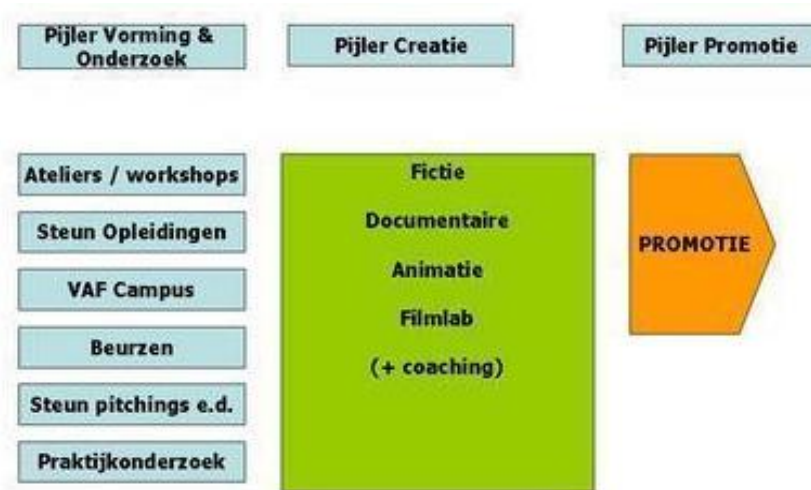 Pijler Vorming &
Onderzoek
Pijler Creatie
Pijler Promotie
Ateliers / workshops
Steun Opleidingen
VAF Campus
Beurzen
Steun pitchings e.d.
Praktijkonderzoek
Fictie
Documentaire
Animatie
Filmlab
(+ coaching)
PROMOTIE